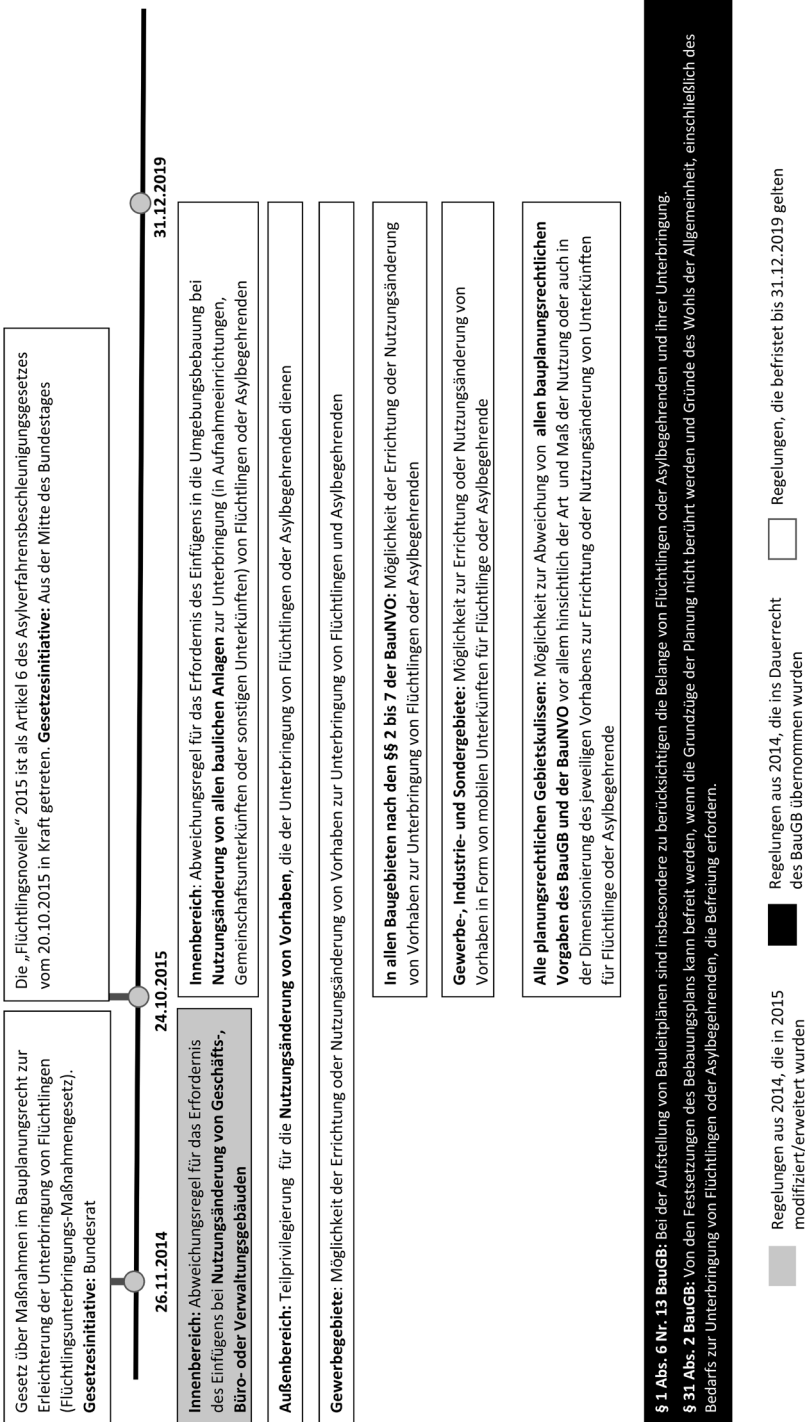 Gesetz über Maßnahmen im Bauplanungsrecht zur
Erleichterung der Unterbringung von Flüchtlingen
(Flüchtlingsunterbringungs-Maßnahmengesetz).
Gesetzesinitiative: Bundesrat
Die „Flüchtlingsnovelle“ 2015 ist als Artikel 6 des Asylverfahrensbeschleunigungsgesetzes
vom 20.10.2015 in Kraft getreten. Gesetzesinitiative: Aus der Mitte des Bundestages
26.11.2014
24.10.2015
31.12.2019
Innenbereich: Abweichungsregel für das Erfordernis
des Einfügens bei Nutzungsänderung von Geschäfts-,
Büro- oder Verwaltungsgebäuden
Innenbereich: Abweichungsregel für das Erfordernis des Einfügens in die Umgebungsbebauung bei
Nutzungsänderung von allen baulichen Anlagen zur Unterbringung (in Aufnahmeeinrichtungen,
Gemeinschaftsunterkünften oder sonstigen Unterkünften) von Flüchtlingen oder Asylbegehrenden
Außenbereich: Teilprivilegierung für die Nutzungsänderung von Vorhaben, die der Unterbringung von Flüchtlingen oder Asylbegehrenden dienen
Gewerbegebiete: Möglichkeit der Errichtung oder Nutzungsänderung von Vorhaben zur Unterbringung von Flüchtlingen und Asylbegehrenden
In allen Baugebieten nach den §§ 2 bis 7 der BauNVO: Möglichkeit der Errichtung oder Nutzungsänderung
von Vorhaben zur Unterbringung von Flüchtlingen oder Asylbegehrenden
Gewerbe-, Industrie- und Sondergebiete: Möglichkeit zur Errichtung oder Nutzungsänderung von
Vorhaben in Form von mobilen Unterkünften für Flüchtlinge oder Asylbegehrende
Alle planungsrechtlichen Gebietskulissen: Möglichkeit zur Abweichung von allen bauplanungsrechtlichen
Vorgaben des BauGB und der BauNVO vor allem hinsichtlich der Art und Maß der Nutzung oder auch in
der Dimensionierung des jeweiligen Vorhabens zur Errichtung oder Nutzungsänderung von Unterkünften
für Flüchtlinge oder Asylbegehrende
§ 1 Abs. 6 Nr. 13 BauGB: Bei der Aufstellung von Bauleitplänen sind insbesondere zu berücksichtigen die Belange von Flüchtlingen oder Asylbegehrenden und ihrer Unterbringung.
§ 31 Abs. 2 BauGB: Von den Festsetzungen des Bebauungsplans kann befreit werden, wenn die Grundzüge der Planung nicht berührt werden und Gründe des Wohls der Allgemeinheit, einschließlich des
Bedarfs zur Unterbringung von Flüchtlingen oder Asylbegehrenden, die Befreiung erfordern.
Regelungen aus 2014, die in 2015
modifiziert/erweitert wurden
Regelungen aus 2014, die ins Dauerrecht
des BauGB übernommen wurden
Regelungen, die befristet bis 31.12.2019 gelten